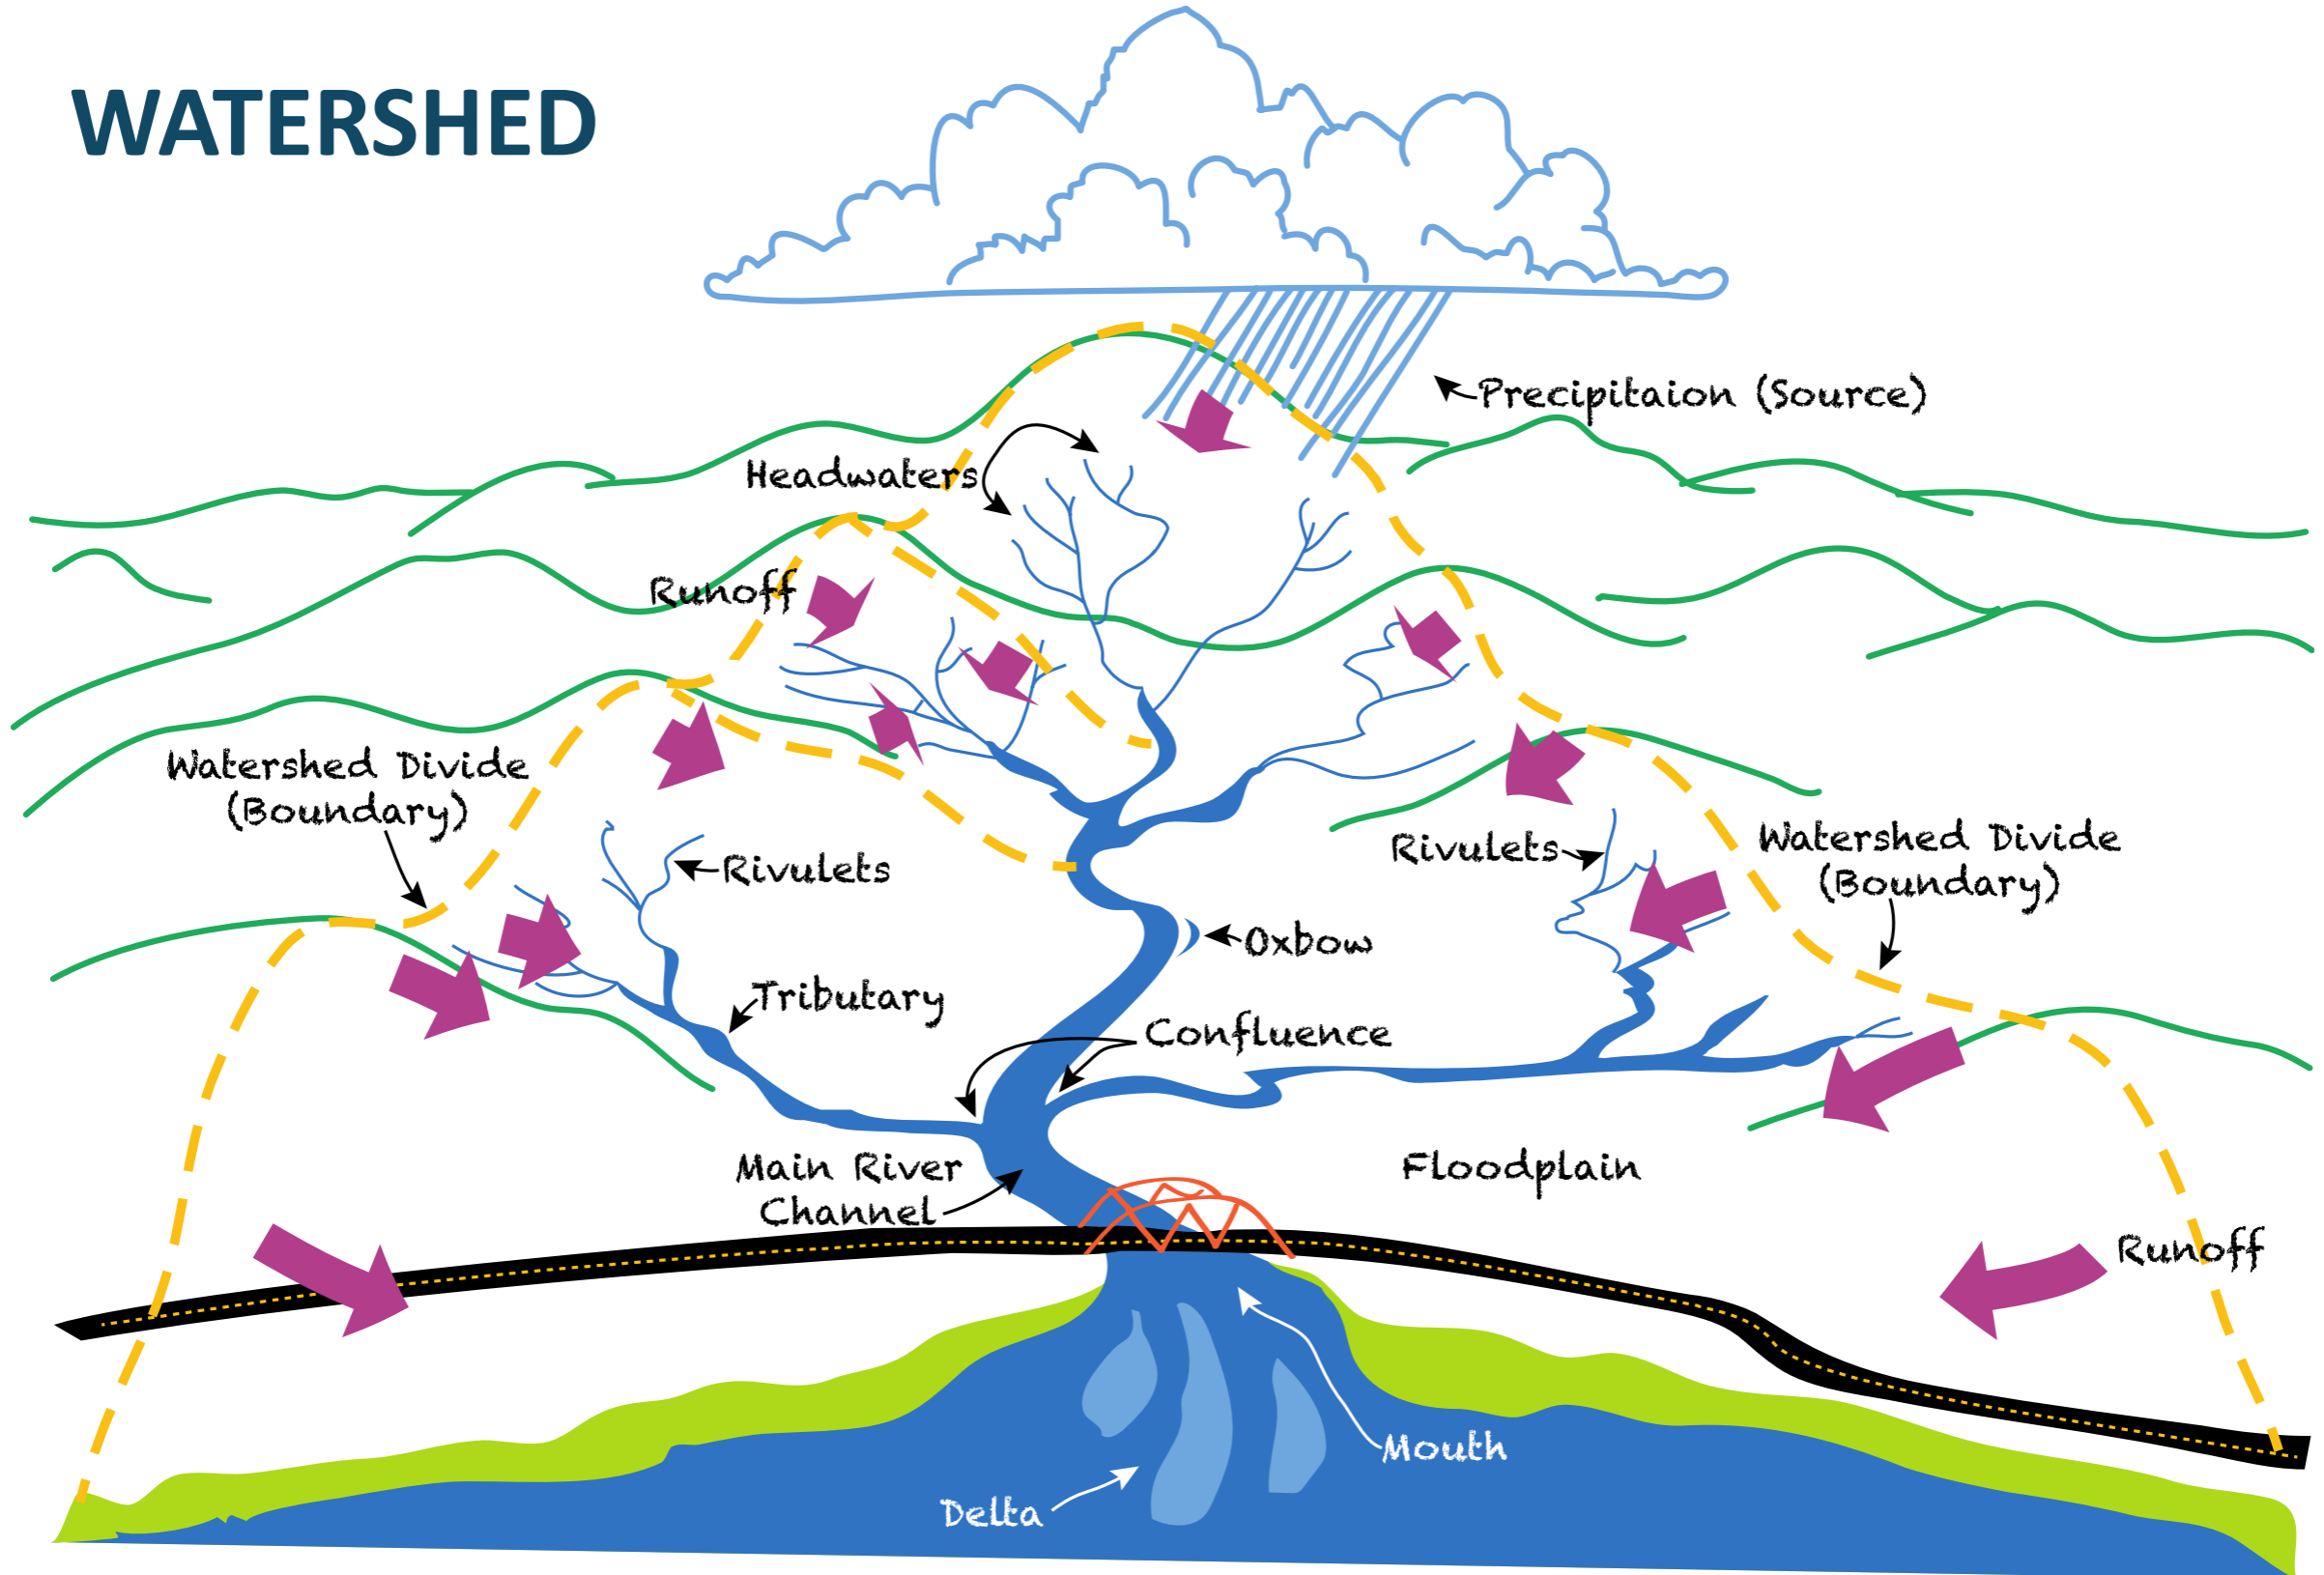 WATERSHED
Precipitaion (Source)
Headwaters
Runoff
Watershed Divide
(Boundary)
Rivulets
Rivulets
Watershed Divide
(Boundary)
Oxbow
Tributary
Confluence
Main River
Channel
Floodplain
Runoff
Mouth
Delta